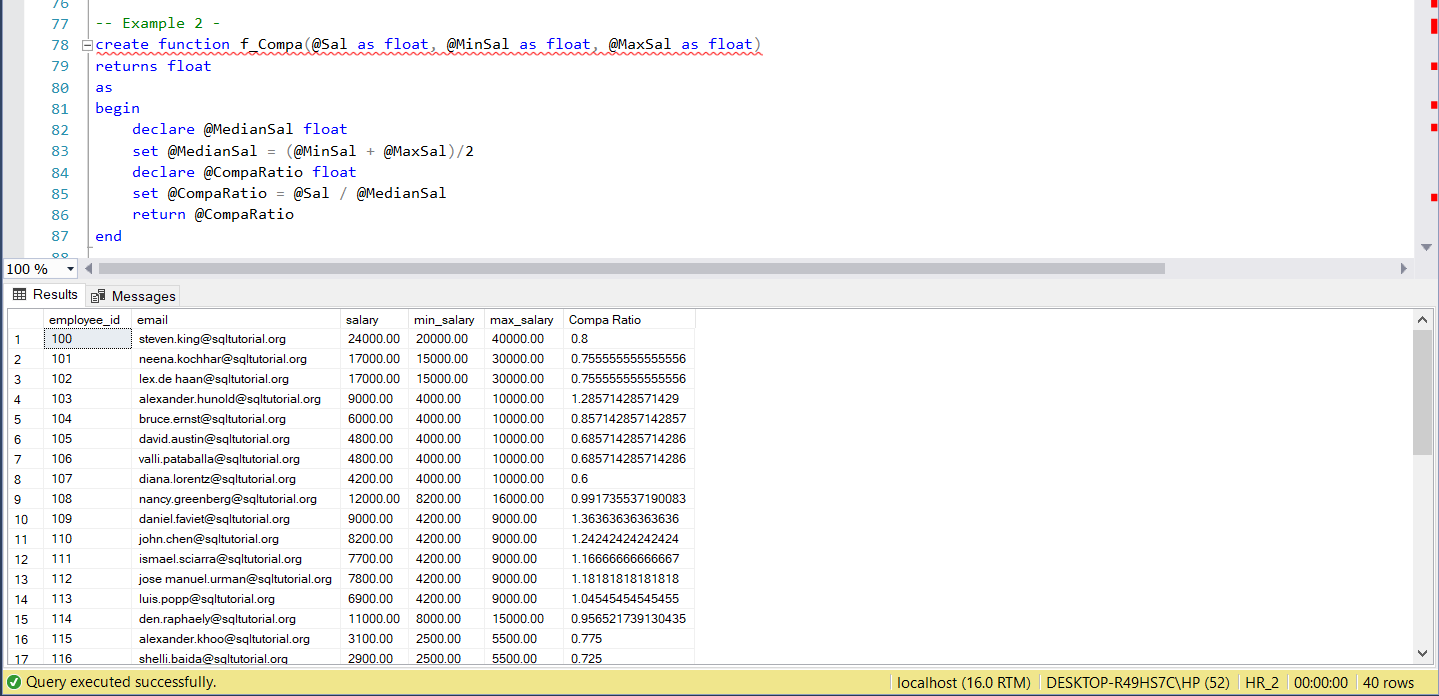 76
77 -- Example 2 -
78 create function f_Compa(@Sal as float, @MinSal as float, @MaxSal as float)
79 returns float
80 as
81 begin
82 declare @MedianSal float
83 set @MedianSal = (@MinSal + @MaxSal)/2
84 declare @CompaRatio float
85 set @CompaRatio = @Sal / @MedianSal
86 return @CompaRatio
87 end
88
100 %
Results Messages
employee_id email salary min_salary max_salary Compa Ratio
1 100 steven.king@sqltutorial.org 24000.00 20000.00 40000.00 0.8
2 101 neena.kochhar@sqltutorial.org 17000.00 15000.00 30000.00 0.755555555555556
3 102 lex.de haan@sqltutorial.org 17000.00 15000.00 30000.00 0.755555555555556
4 103 alexander.hunold@sqltutorial.org 9000.00 4000.00 10000.00 1.28571428571429
5 104 bruce.ernst@sqltutorial.org 6000.00 4000.00 10000.00 0.857142857142857
6 105 david.austin@sqltutorial.org 4800.00 4000.00 10000.00 0.685714285714286
7 106 valli.pataballa@sqltutorial.org 4800.00 4000.00 10000.00 0.685714285714286
8 107 diana.lorentz@sqltutorial.org 4200.00 4000.00 10000.00 0.6
9 108 nancy.greenberg@sqltutorial.org 12000.00 8200.00 16000.00 0.991735537190083
10 109 daniel.faviet@sqltutorial.org 9000.00 4200.00 9000.00 1.36363636363636
11 110 john.chen@sqltutorial.org 8200.00 4200.00 9000.00 1.24242424242424
12 111 ismael.sciarra@sqltutorial.org 7700.00 4200.00 9000.00 1.16666666666667
13 112 jose manuel.urman@sqltutorial.org 7800.00 4200.00 9000.00 1.18181818181818
14 113 luis.popp@sqltutorial.org 6900.00 4200.00 9000.00 1.04545454545455
15 114 den.raphaely@sqltutorial.org 11000.00 8000.00 15000.00 0.956521739130435
16 115 alexander.khoo@sqltutorial.org 3100.00 2500.00 5500.00 0.775
17 116 shelli.baida@sqltutorial.org 2900.00 2500.00 5500.00 0.725
Query executed successfully. localhost (16.0 RTM) DESKTOP-R49HS7C\HP (52) HR_2 00:00:00 40 rows